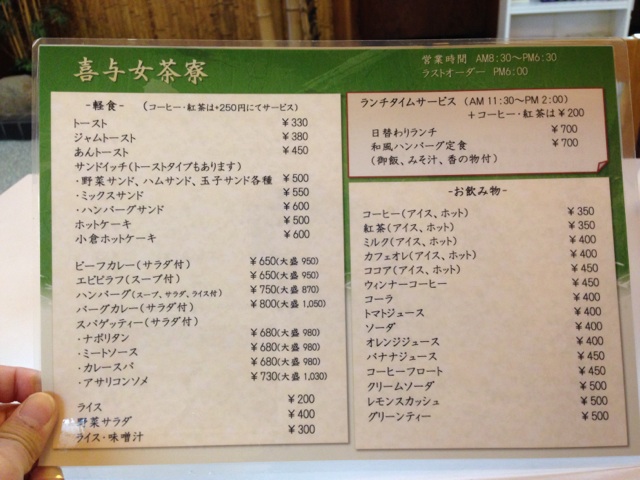 喜与女茶寮
営業時間 AM8:30～PM6:30
ラストオーダー PM6:00
-軽食- (コーヒー・紅茶は+250円にてサービス)
トースト ¥330
ジャムトースト ¥380
あんトースト ¥450
サンドイッチ(トーストタイプもあります)
・野菜サンド、ハムサンド、玉子サンド各種 ¥500
・ミックスサンド ¥550
・ハンバーグサンド ¥600
ホットケーキ ¥500
小倉ホットケーキ ¥600
ビーフカレー(サラダ付) ¥650(大盛 950)
エビピラフ(スープ付) ¥650(大盛 950)
ハンバーグ(スープ、サラダ、ライス付) ¥750(大盛 870)
バーグカレー(サラダ付) ¥800(大盛 1,050)
スパゲッティー(サラダ付)
・ナポリタン ¥680(大盛 980)
・ミートソース ¥680(大盛 980)
・カレースパ ¥680(大盛 980)
・アサリコンソメ ¥730(大盛 1,030)
ライス ¥200
野菜サラダ ¥400
ライス・味噌汁 ¥300
ランチタイムサービス (AM 11:30～PM 2:00)
+コーヒー・紅茶は¥200
日替わりランチ ¥700
和風ハンバーグ定食 ¥700
(御飯、みそ汁、香の物付)
-お飲み物-
コーヒー(アイス、ホット) ¥350
紅茶(アイス、ホット) ¥350
ミルク(アイス、ホット) ¥400
カフェオレ(アイス、ホット) ¥400
ココア(アイス、ホット) ¥450
ウィンナーコーヒー ¥450
コーラ ¥400
トマトジュース ¥400
ソーダ ¥400
オレンジジュース ¥400
バナナジュース ¥450
コーヒーフロート ¥450
クリームソーダ ¥500
レモンスカッシュ ¥500
グリーンティー ¥500